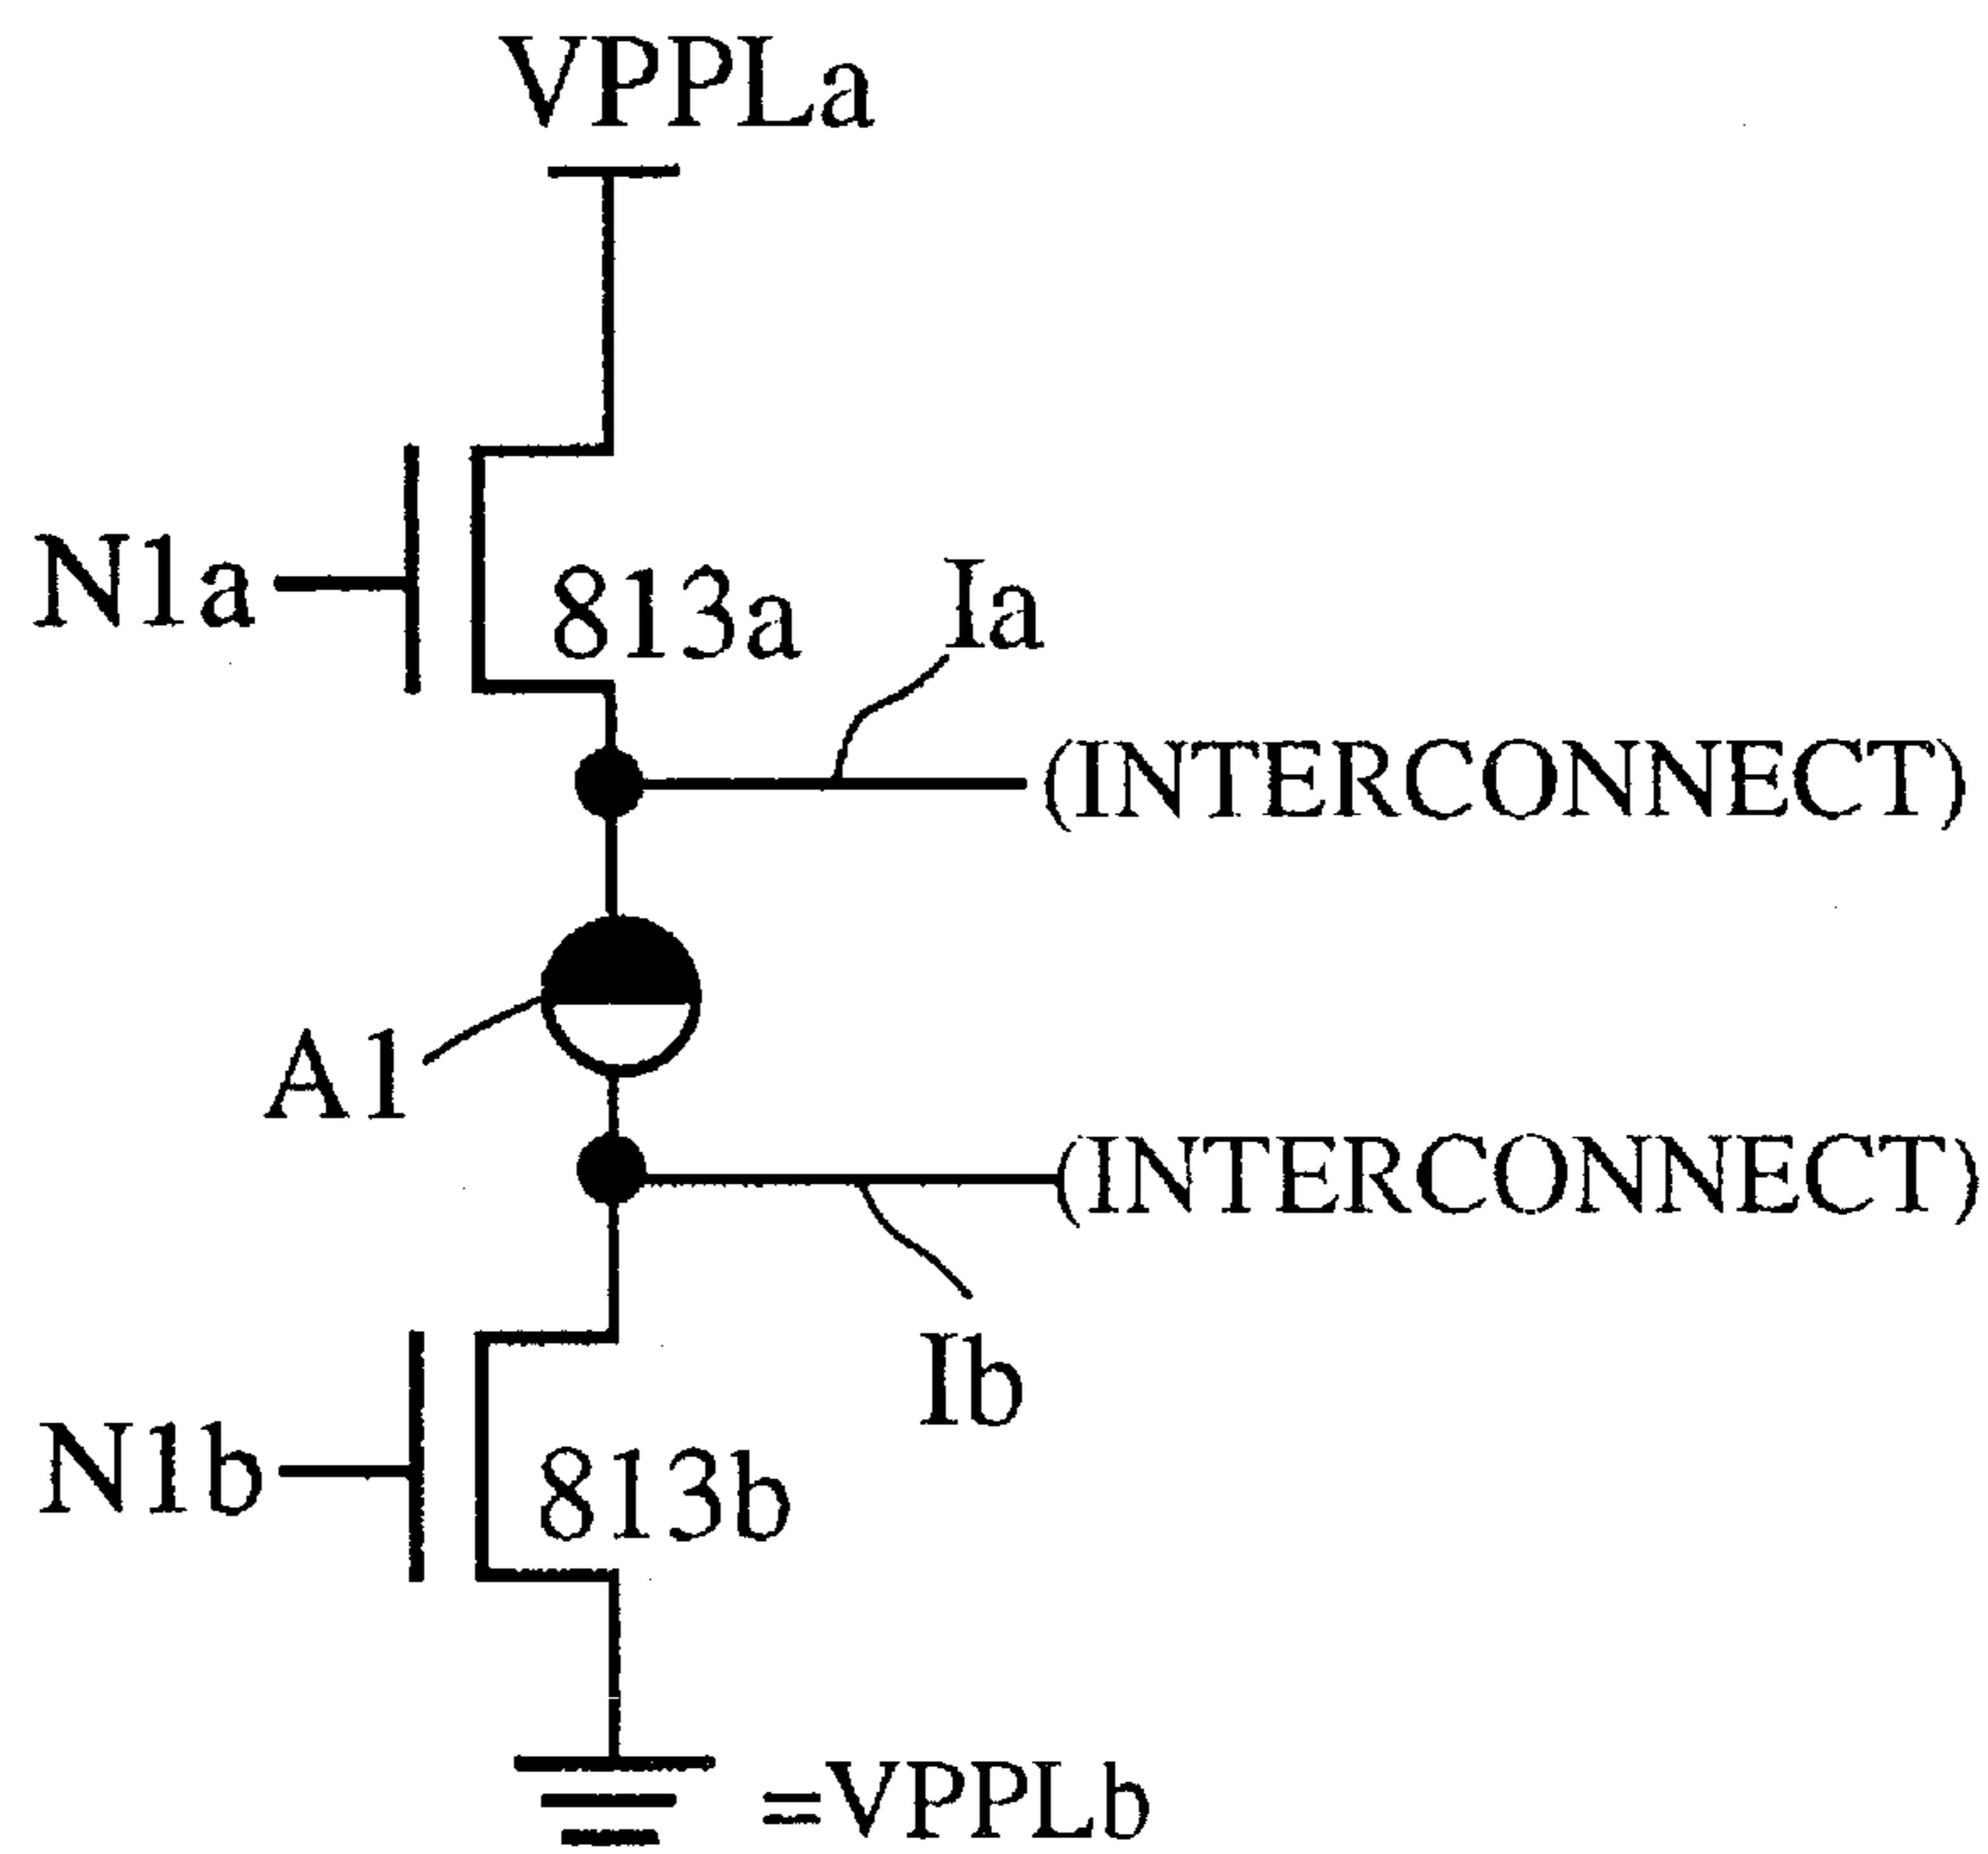 VPPLa
N1a
813a
Ia
(INTERCONNECT)
A1
(INTERCONNECT)
Ib
N1b
813b
=VPPLb